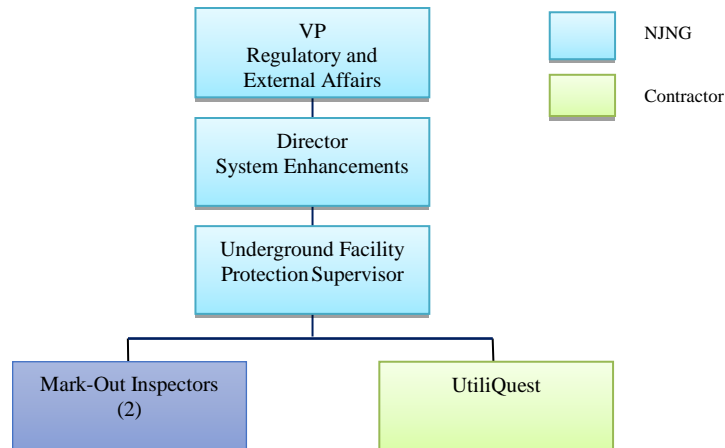 VP
Regulatory and
External Affairs
NJNG
Contractor
Director
System Enhancements
Underground Facility
Protection Supervisor
Mark-Out Inspectors
(2)
UtiliQuest